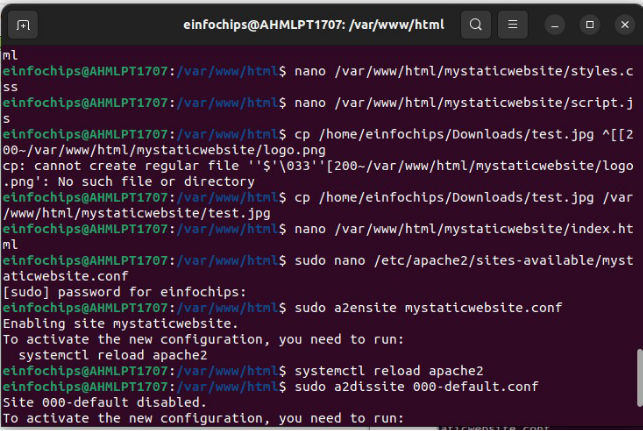 einfochips@AHMLPT1707: /var/www/html
ml
einfochips@AHMLPT1707:/var/www/html$ nano /var/www/html/mystaticwebsite/styles.c
ss
einfochips@AHMLPT1707:/var/www/html$ nano /var/www/html/mystaticwebsite/script.j
s
einfochips@AHMLPT1707:/var/www/html$ cp /home/einfochips/Downloads/test.jpg ^[[2
00~/var/www/html/mystaticwebsite/logo.png
cp: cannot create regular file ''$'\033''[200~/var/www/html/mystaticwebsite/logo
.png': No such file or directory
einfochips@AHMLPT1707:/var/www/html$ cp /home/einfochips/Downloads/test.jpg /var
/www/html/mystaticwebsite/test.jpg
einfochips@AHMLPT1707:/var/www/html$ nano /var/www/html/mystaticwebsite/index.ht
ml
einfochips@AHMLPT1707:/var/www/html$ sudo nano /etc/apache2/sites-available/myst
aticwebsite.conf
[sudo] password for einfochips:
einfochips@AHMLPT1707:/var/www/html$ sudo a2ensite mystaticwebsite.conf
Enabling site mystaticwebsite.
To activate the new configuration, you need to run:
  systemctl reload apache2
einfochips@AHMLPT1707:/var/www/html$ systemctl reload apache2
einfochips@AHMLPT1707:/var/www/html$ sudo a2dissite 000-default.conf
Site 000-default disabled.
To activate the new configuration, you need to run: